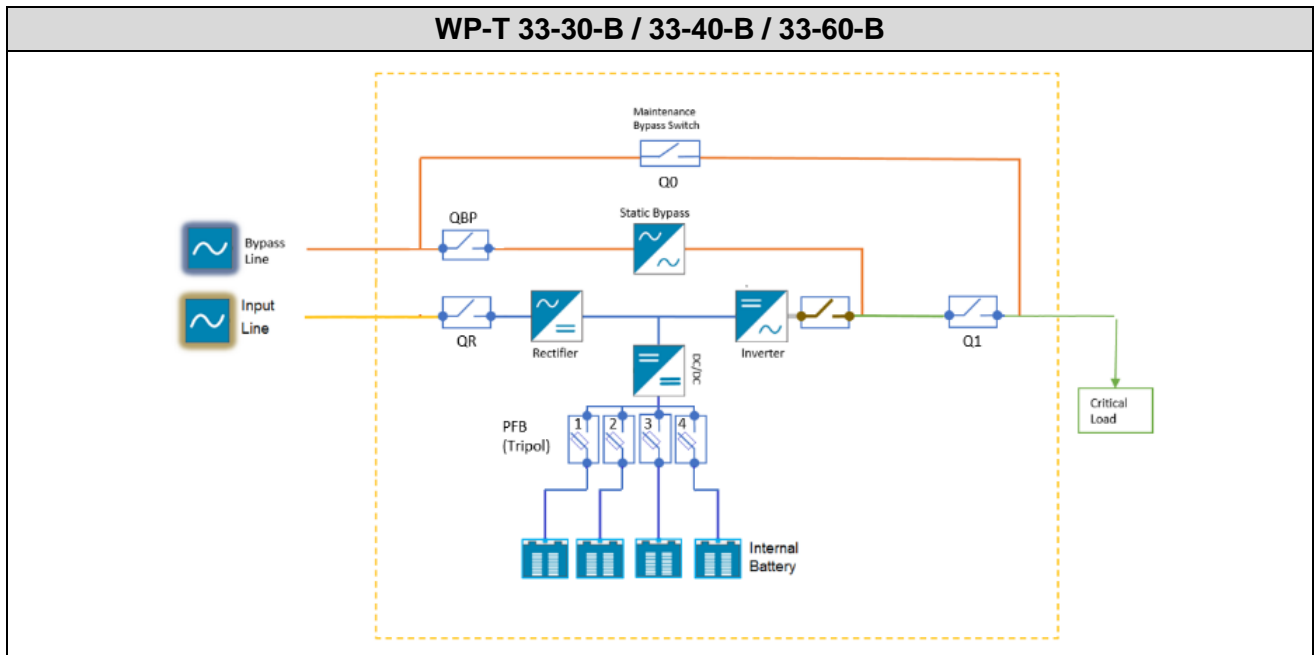 WP-T 33-30-B / 33-40-B / 33-60-B
Maintenance
Bypass Switch
Q0
QBP
Static Bypass
Bypass
Line
Input
Line
QR
Rectifier
Inverter
Q1
DC/DC
Critical
Load
PFB
(Tripol)
1 2 3 4
Internal
Battery